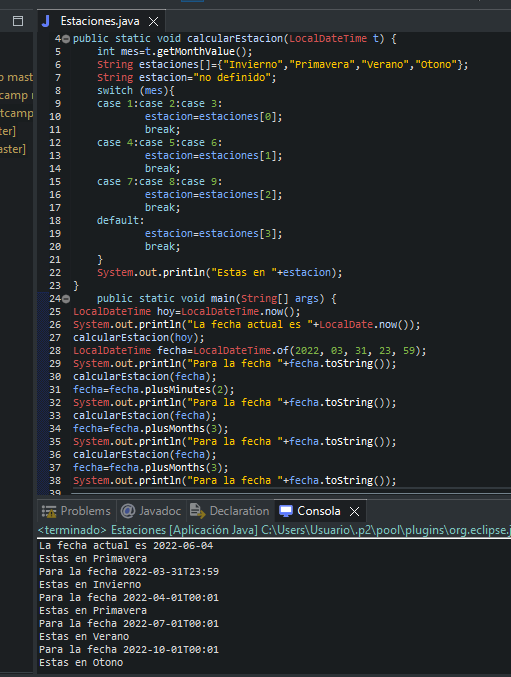 Estaciones.java
o mast
camp r
tcamp
ter]
aster]
4 public static void calcularEstacion(LocalDateTime t) {
5 int mes=t.getMonthValue();
6 String estaciones[]={"Invierno","Primavera","Verano","Otono"};
7 String estacion="no definido";
8 switch (mes){
9 case 1:case 2:case 3:
10 estacion=estaciones[0];
11 break;
12 case 4:case 5:case 6:
13 estacion=estaciones[1];
14 break;
15 case 7:case 8:case 9:
16 estacion=estaciones[2];
17 break;
18 default:
19 estacion=estaciones[3];
20 break;
21 }
22 System.out.println("Estas en "+estacion);
23 }
24 public static void main(String[] args) {
25 LocalDateTime hoy=LocalDateTime.now();
26 System.out.println("La fecha actual es "+LocalDate.now());
27 calcularEstacion(hoy);
28 LocalDateTime fecha=LocalDateTime.of(2022, 03, 31, 23, 59);
29 System.out.println("Para la fecha "+fecha.toString());
30 calcularEstacion(fecha);
31 fecha=fecha.plusMinutes(2);
32 System.out.println("Para la fecha "+fecha.toString());
33 calcularEstacion(fecha);
34 fecha=fecha.plusMonths(3);
35 System.out.println("Para la fecha "+fecha.toString());
36 calcularEstacion(fecha);
37 fecha=fecha.plusMonths(3);
38 System.out.println("Para la fecha "+fecha.toString());
39
Problems Javadoc Declaration Consola
<terminado> Estaciones [Aplicación Java] C:\Users\Usuario\.p2\pool\plugins\org.eclipse.j
La fecha actual es 2022-06-04
Estas en Primavera
Para la fecha 2022-03-31T23:59
Estas en Invierno
Para la fecha 2022-04-01T00:01
Estas en Primavera
Para la fecha 2022-07-01T00:01
Estas en Verano
Para la fecha 2022-10-01T00:01
Estas en Otono